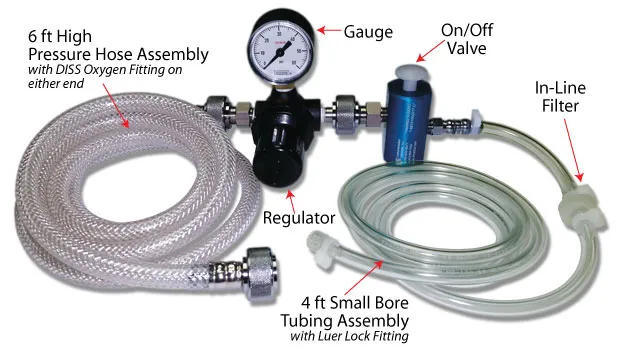 6 ft High
Pressure Hose Assembly
with DISS Oxygen Fitting on
either end
Gauge
On/Off
Valve
In-Line
Filter
Regulator
4 ft Small Bore
Tubing Assembly
with Luer Lock Fitting